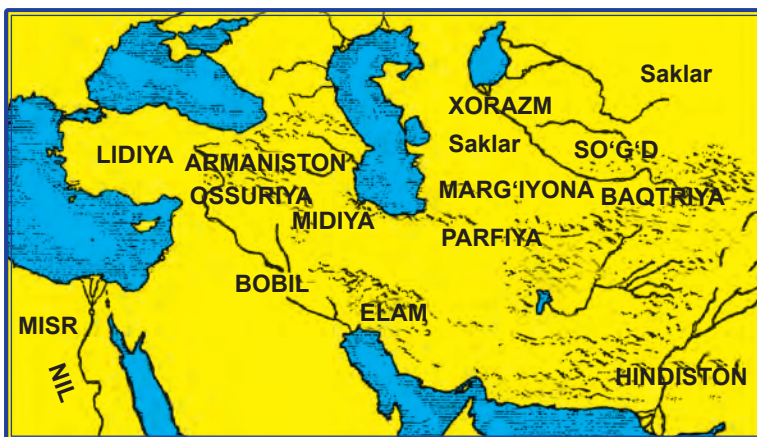 Saklar
XORAZM
Saklar
SO‘G‘D
LIDIYA
ARMANISTON
OSSURIYA
MARG‘IYONA
BAQTRIYA
MIDIYA
PARFIYA
BOBIL
ELAM
MISR
NIL
HINDISTON